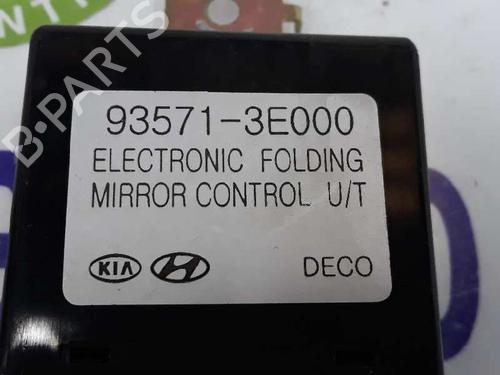 93571-3E000
ELECTRONIC FOLDING
MIRROR CONTROL U/T
KIA
DECO
B-PARTS